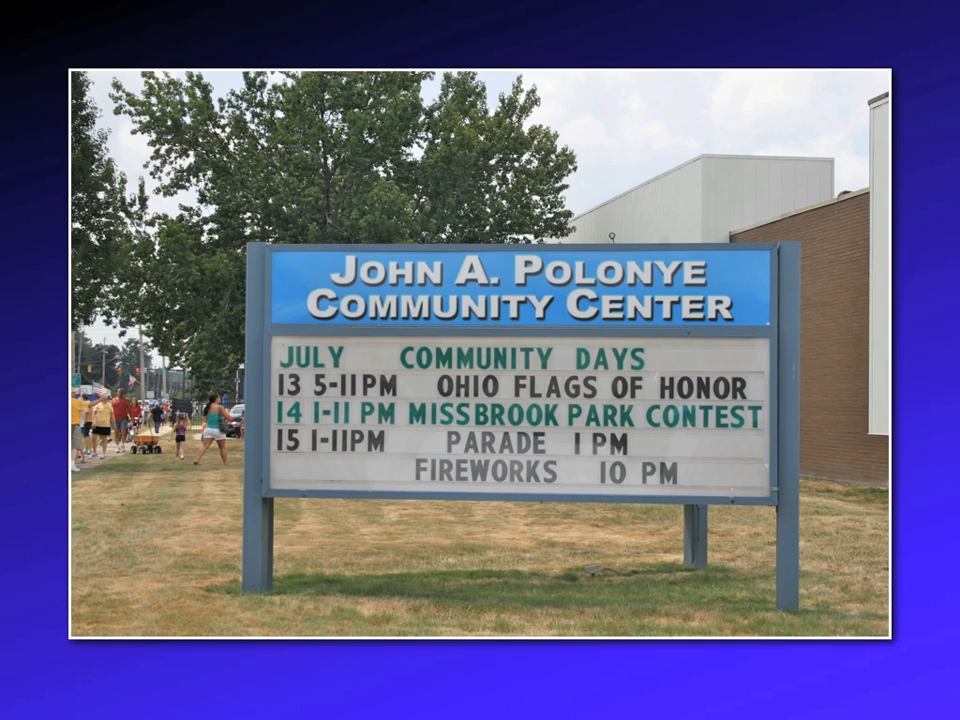 JOHN A. POLONYE
COMMUNITY CENTER
JULY COMMUNITY DAYS
13 5-11PM OHIO FLAGS OF HONOR
14 1-11 PM MISSBROOK PARK CONTEST
15 1-11PM PARADE 1 PM
FIREWORKS 10 PM